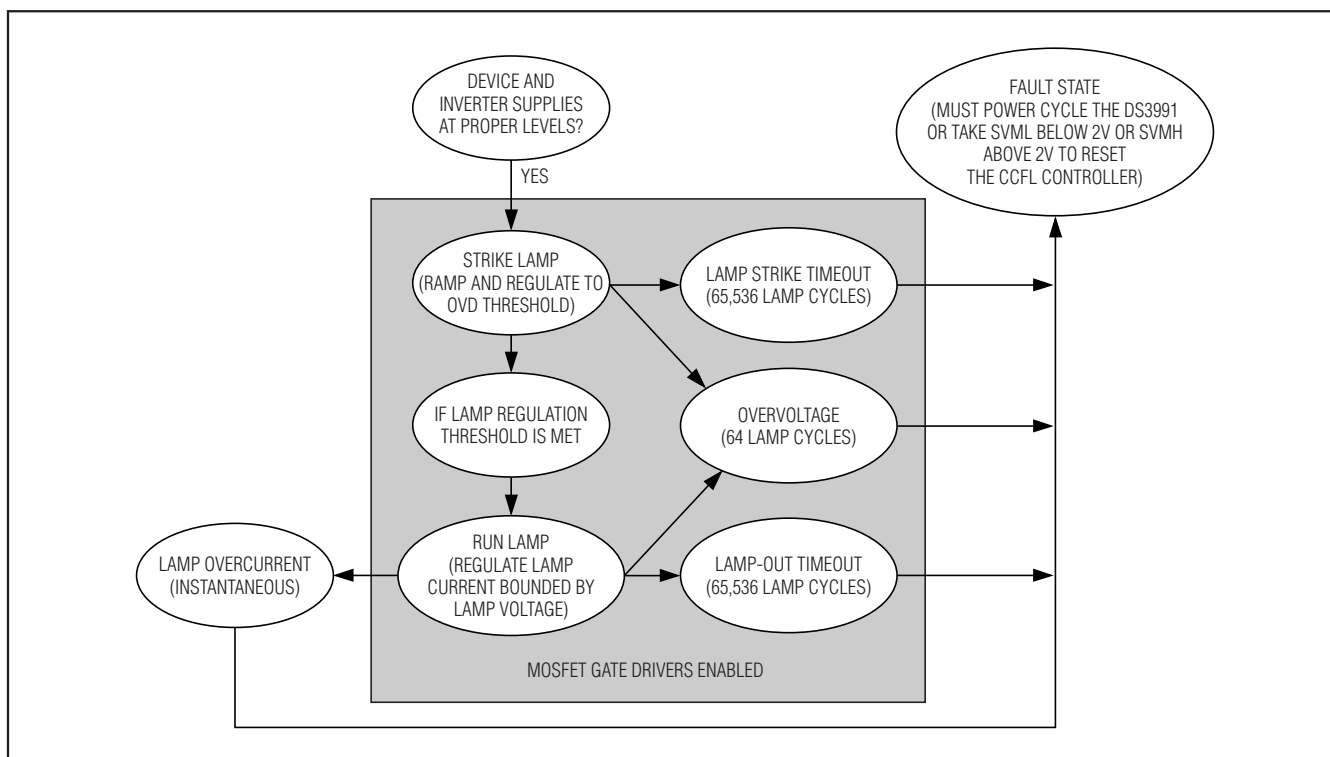 DEVICE AND
INVERTER SUPPLIES
AT PROPER LEVELS?
YES
FAULT STATE
(MUST POWER CYCLE THE DS3991
OR TAKE SVML BELOW 2V OR SVMH
ABOVE 2V TO RESET
THE CCFL CONTROLLER)
STRIKE LAMP
(RAMP AND REGULATE TO
OVD THRESHOLD)
LAMP STRIKE TIMEOUT
(65,536 LAMP CYCLES)
IF LAMP REGULATION
THRESHOLD IS MET
OVERVOLTAGE
(64 LAMP CYCLES)
LAMP OVERCURRENT
(INSTANTANEOUS)
RUN LAMP
(REGULATE LAMP
CURRENT BOUNDED BY
LAMP VOLTAGE)
LAMP-OUT TIMEOUT
(65,536 LAMP CYCLES)
MOSFET GATE DRIVERS ENABLED